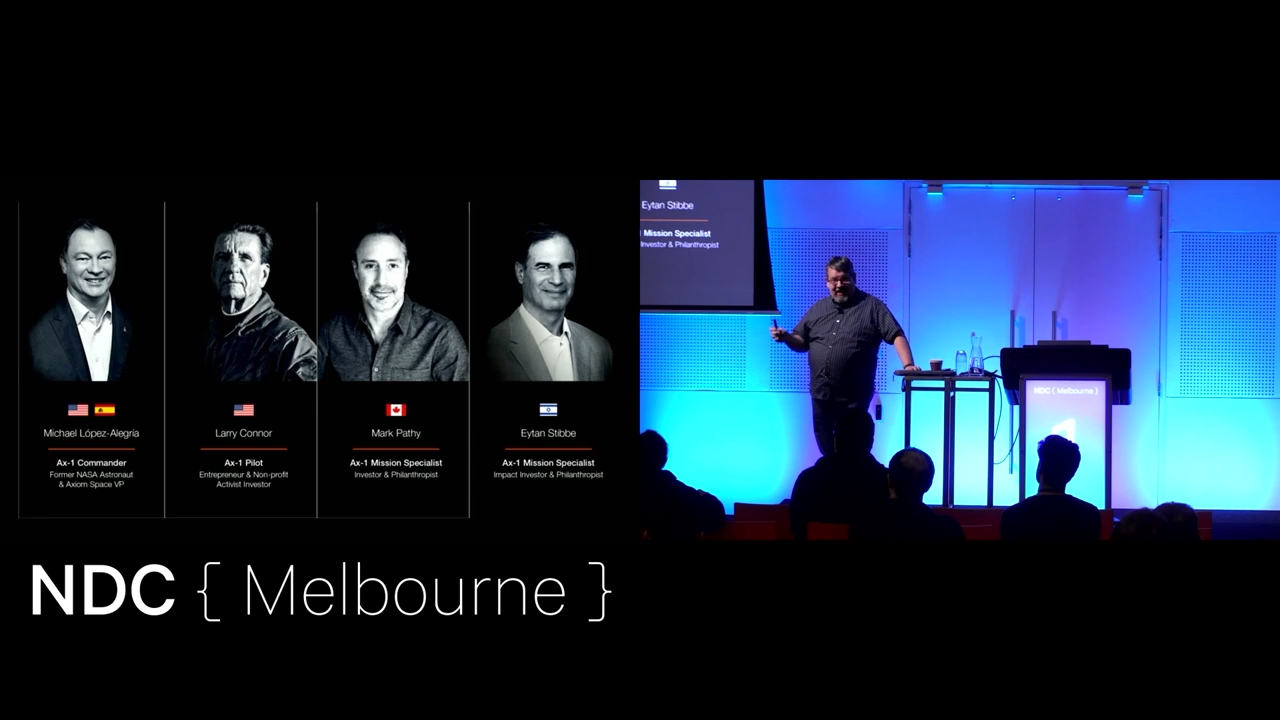 Michael López-Alegría
Ax-1 Commander
Former NASA Astronaut
& Axiom Space VP
Larry Connor
Ax-1 Pilot
Entrepreneur & Non-profit
Activist Investor
Mark Pathy
Ax-1 Mission Specialist
Investor & Philanthropist
Eytan Stibbe
Ax-1 Mission Specialist
Impact Investor & Philanthropist
Eytan Stibbe
Mission Specialist
Investor & Philanthropist
NDC { Melbourne }
NDC { Melbourne }